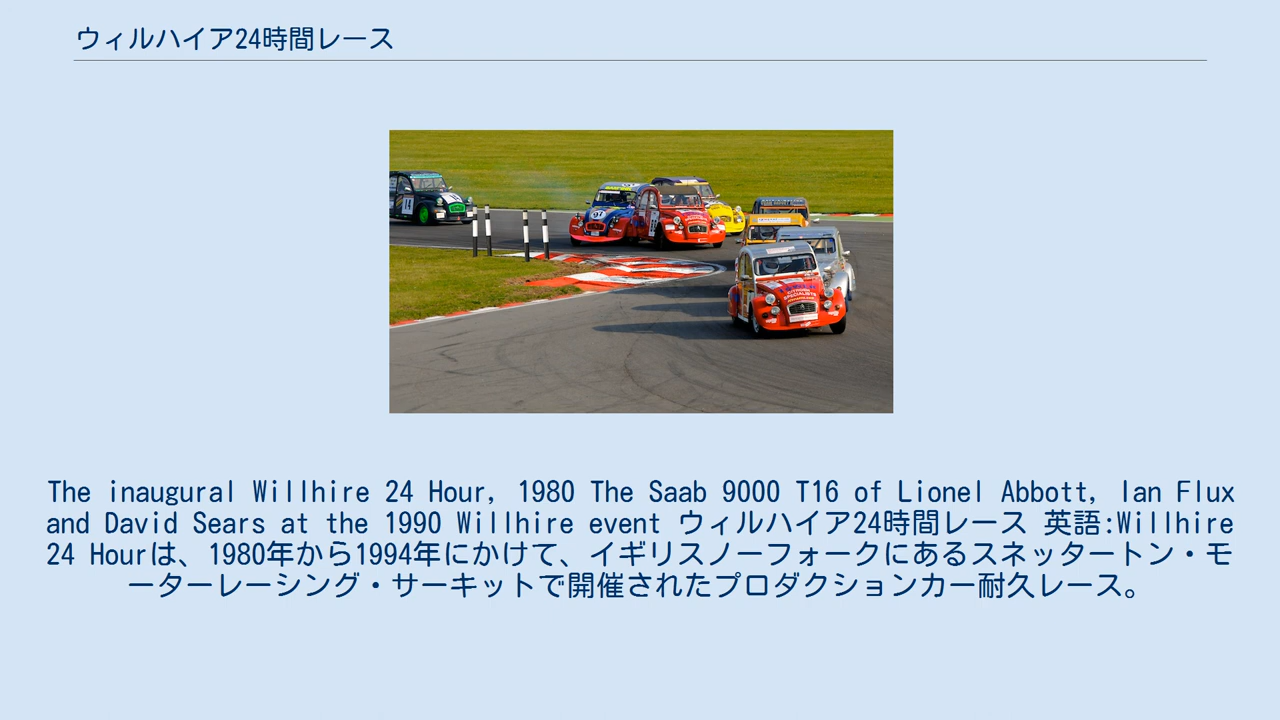 ウィルハイア24時間レース
14
97
The inaugural Willhire 24 Hour, 1980 The Saab 9000 T16 of Lionel Abbott, Ian Flux
and David Sears at the 1990 Willhire event ウィルハイア24時間レース 英語:Willhire
24 Hourは、1980年から1994年にかけて、イギリスノーフォークにあるスネッタートン・モ
ーターレーシング・サーキットで開催されたプロダクションカー耐久レース。